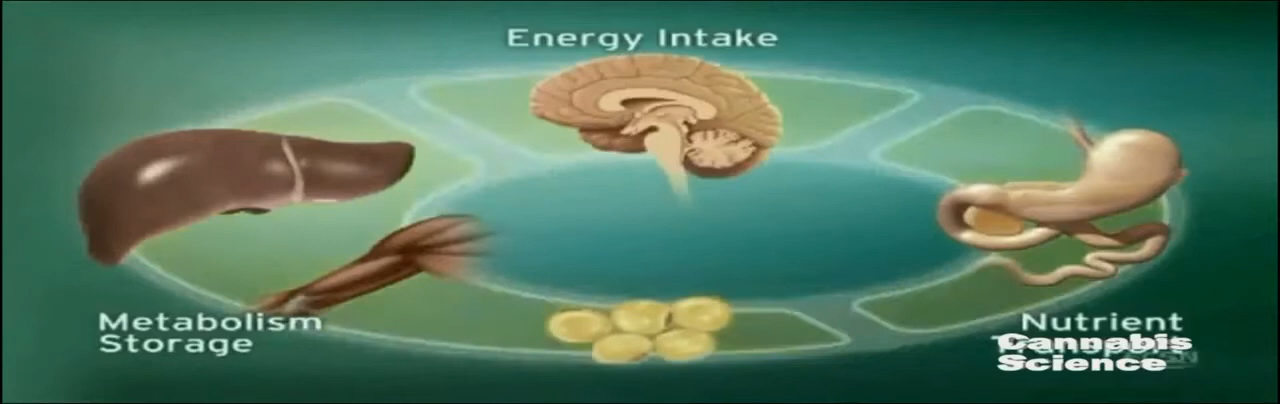 Energy Intake
Metabolism
Storage
Nutrient
Cannabis
Science